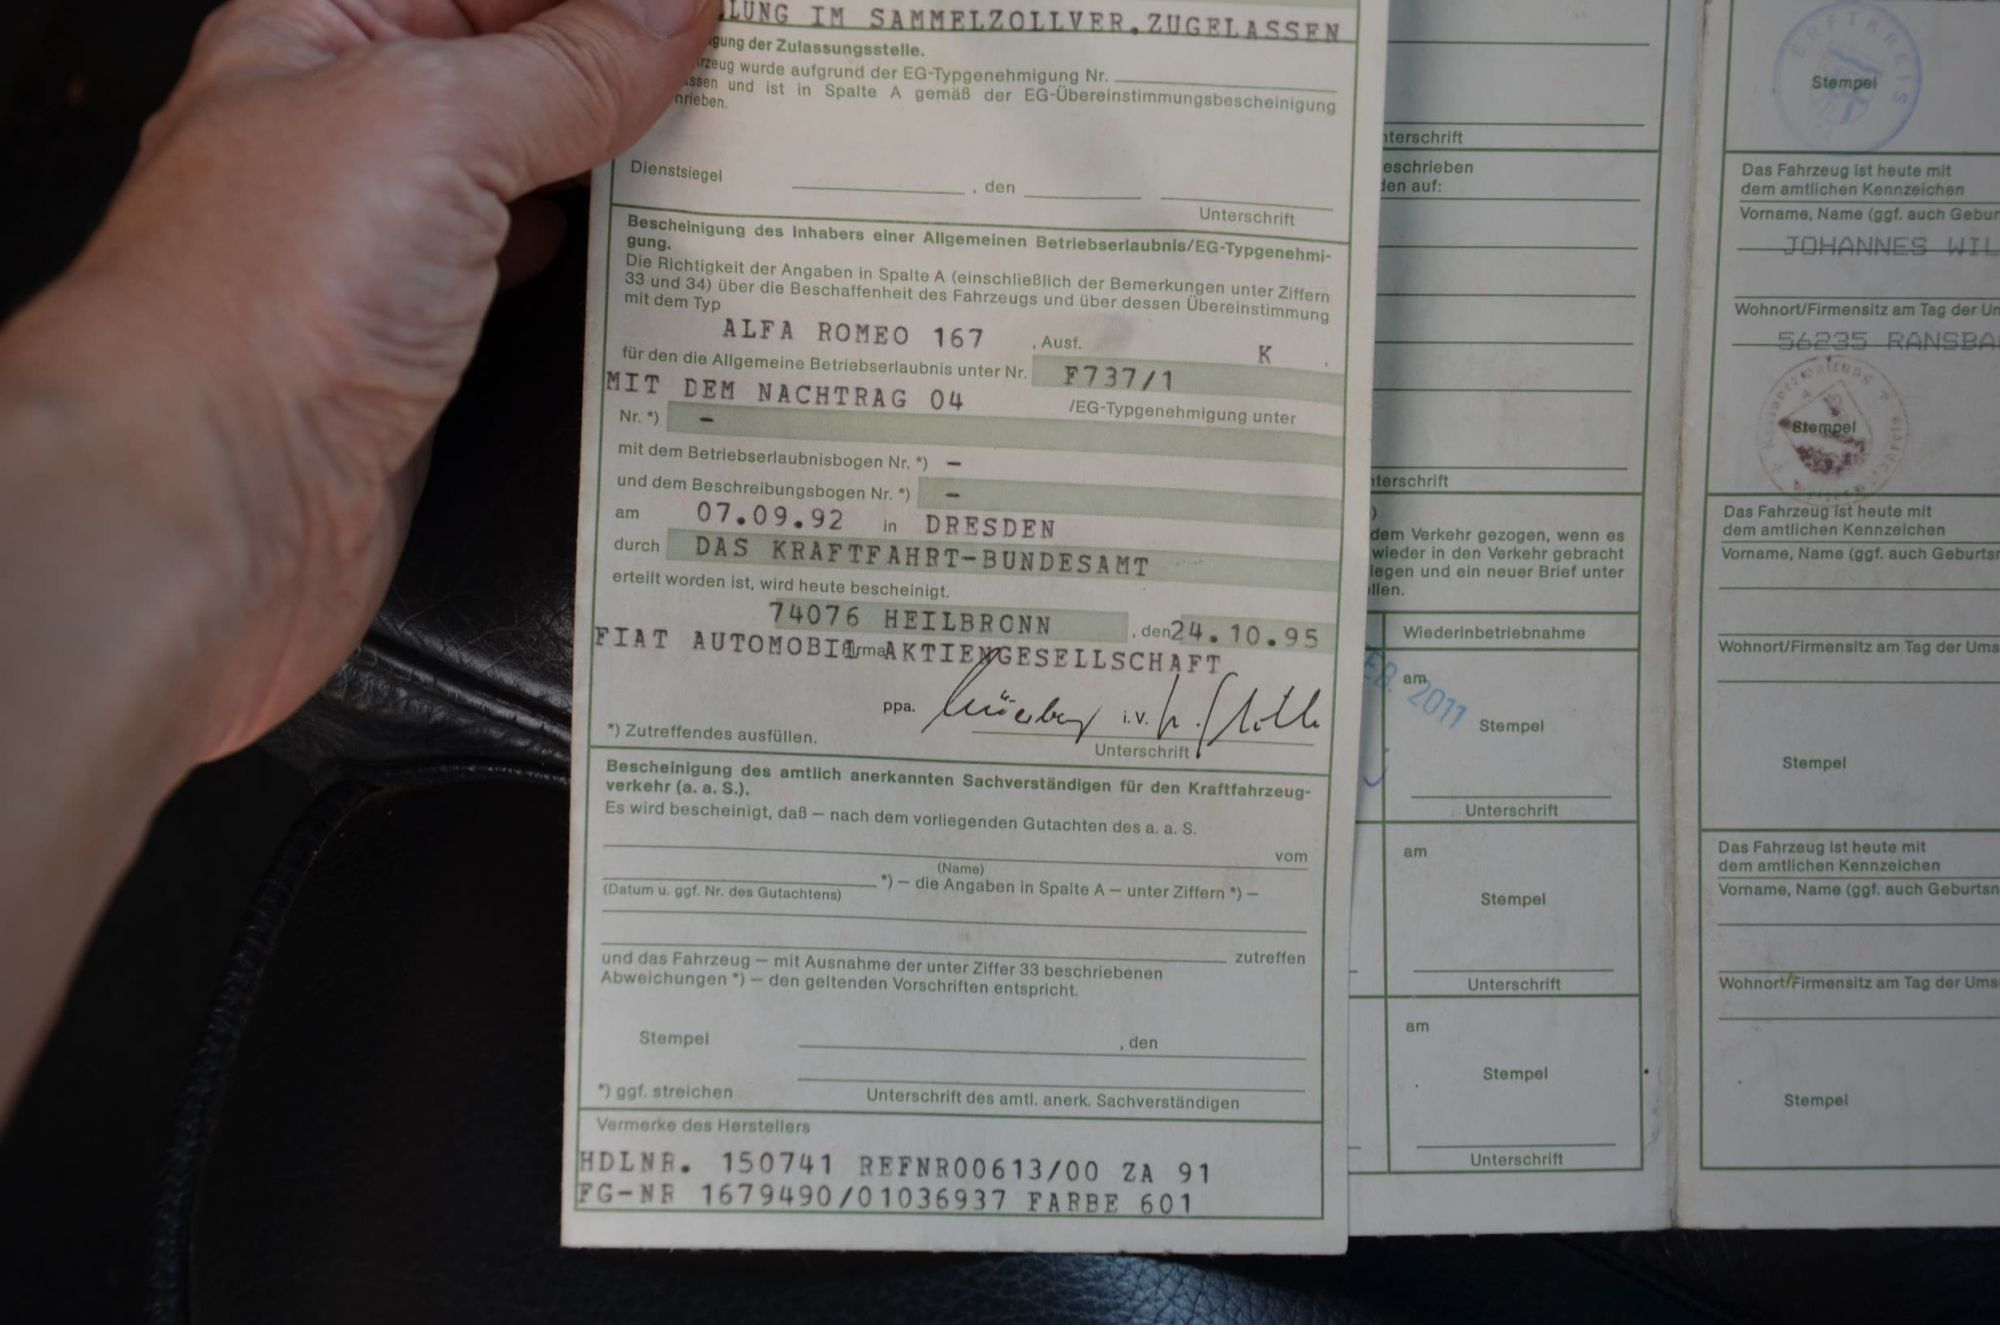 LUNG IM SAMMELZOLLVER.ZUGELASSEN
gung der Zulassungsstelle.
rzeug wurde aufgrund der EG-Typgenehmigung Nr.
ssen und ist in Spalte A gemäß der EG-Übereinstimmungsbescheinigung
rieben.
Dienstsiegel , den
Unterschrift
Bescheinigung des Inhabers einer Allgemeinen Betriebserlaubnis/EG-Typgenehmi-
gung.
Die Richtigkeit der Angaben in Spalte A (einschließlich der Bemerkungen unter Ziffern
33 und 34) über die Beschaffenheit des Fahrzeugs und über dessen Übereinstimmung
mit dem Typ
ALFA ROMEO 167 , Ausf. K
für den die Allgemeine Betriebserlaubnis unter Nr. F737/1
MIT DEM NACHTRAG 04 /EG-Typgenehmigung unter
Nr. *) –
mit dem Betriebserlaubnisbogen Nr. *) –
und dem Beschreibungsbogen Nr. *) –
am 07.09.92 in DRESDEN
durch DAS KRAFTFAHRT-BUNDESAMT
erteilt worden ist, wird heute bescheinigt.
74076 HEILBRONN , den 24.10.95
FIAT AUTOMOBIL Firma AKTIENGESELLSCHAFT
ppa. i.V.
*) Zutreffendes ausfüllen. Unterschrift
Bescheinigung des amtlich anerkannten Sachverständigen für den Kraftfahrzeug-
verkehr (a. a. S.).
Es wird bescheinigt, daß – nach dem vorliegenden Gutachten des a. a. S.
vom
(Name)
*) – die Angaben in Spalte A – unter Ziffern *) –
(Datum u. ggf. Nr. des Gutachtens)
zutreffen
und das Fahrzeug – mit Ausnahme der unter Ziffer 33 beschriebenen
Abweichungen *) – den geltenden Vorschriften entspricht.
Stempel , den
*) ggf. streichen Unterschrift des amtl. anerk. Sachverständigen
Vermerke des Herstellers
HDLNR. 150741 REFNR00613/00 ZA 91
FG-NR 1679490/01036937 FARBE 601
terschrift
eschrieben
en auf:
terschrift
)
dem Verkehr gezogen, wenn es
wieder in den Verkehr gebracht
legen und ein neuer Brief unter
llen.
Wiederinbetriebnahme
am
EB. 2011
Stempel
Unterschrift
am
Stempel
Unterschrift
am
Stempel
Unterschrift
ERFTKREIS
Stempel
Das Fahrzeug ist heute mit
dem amtlichen Kennzeichen
Vorname, Name (ggf. auch Gebur
JOHANNES WIL
Wohnort/Firmensitz am Tag der Um
56235 RANSBA
Stempel
Das Fahrzeug ist heute mit
dem amtlichen Kennzeichen
Vorname, Name (ggf. auch Geburtsn
Wohnort/Firmensitz am Tag der Ums
Stempel
Das Fahrzeug ist heute mit
dem amtlichen Kennzeichen
Vorname, Name (ggf. auch Geburtsn
Wohnort/Firmensitz am Tag der Ums
Stempel